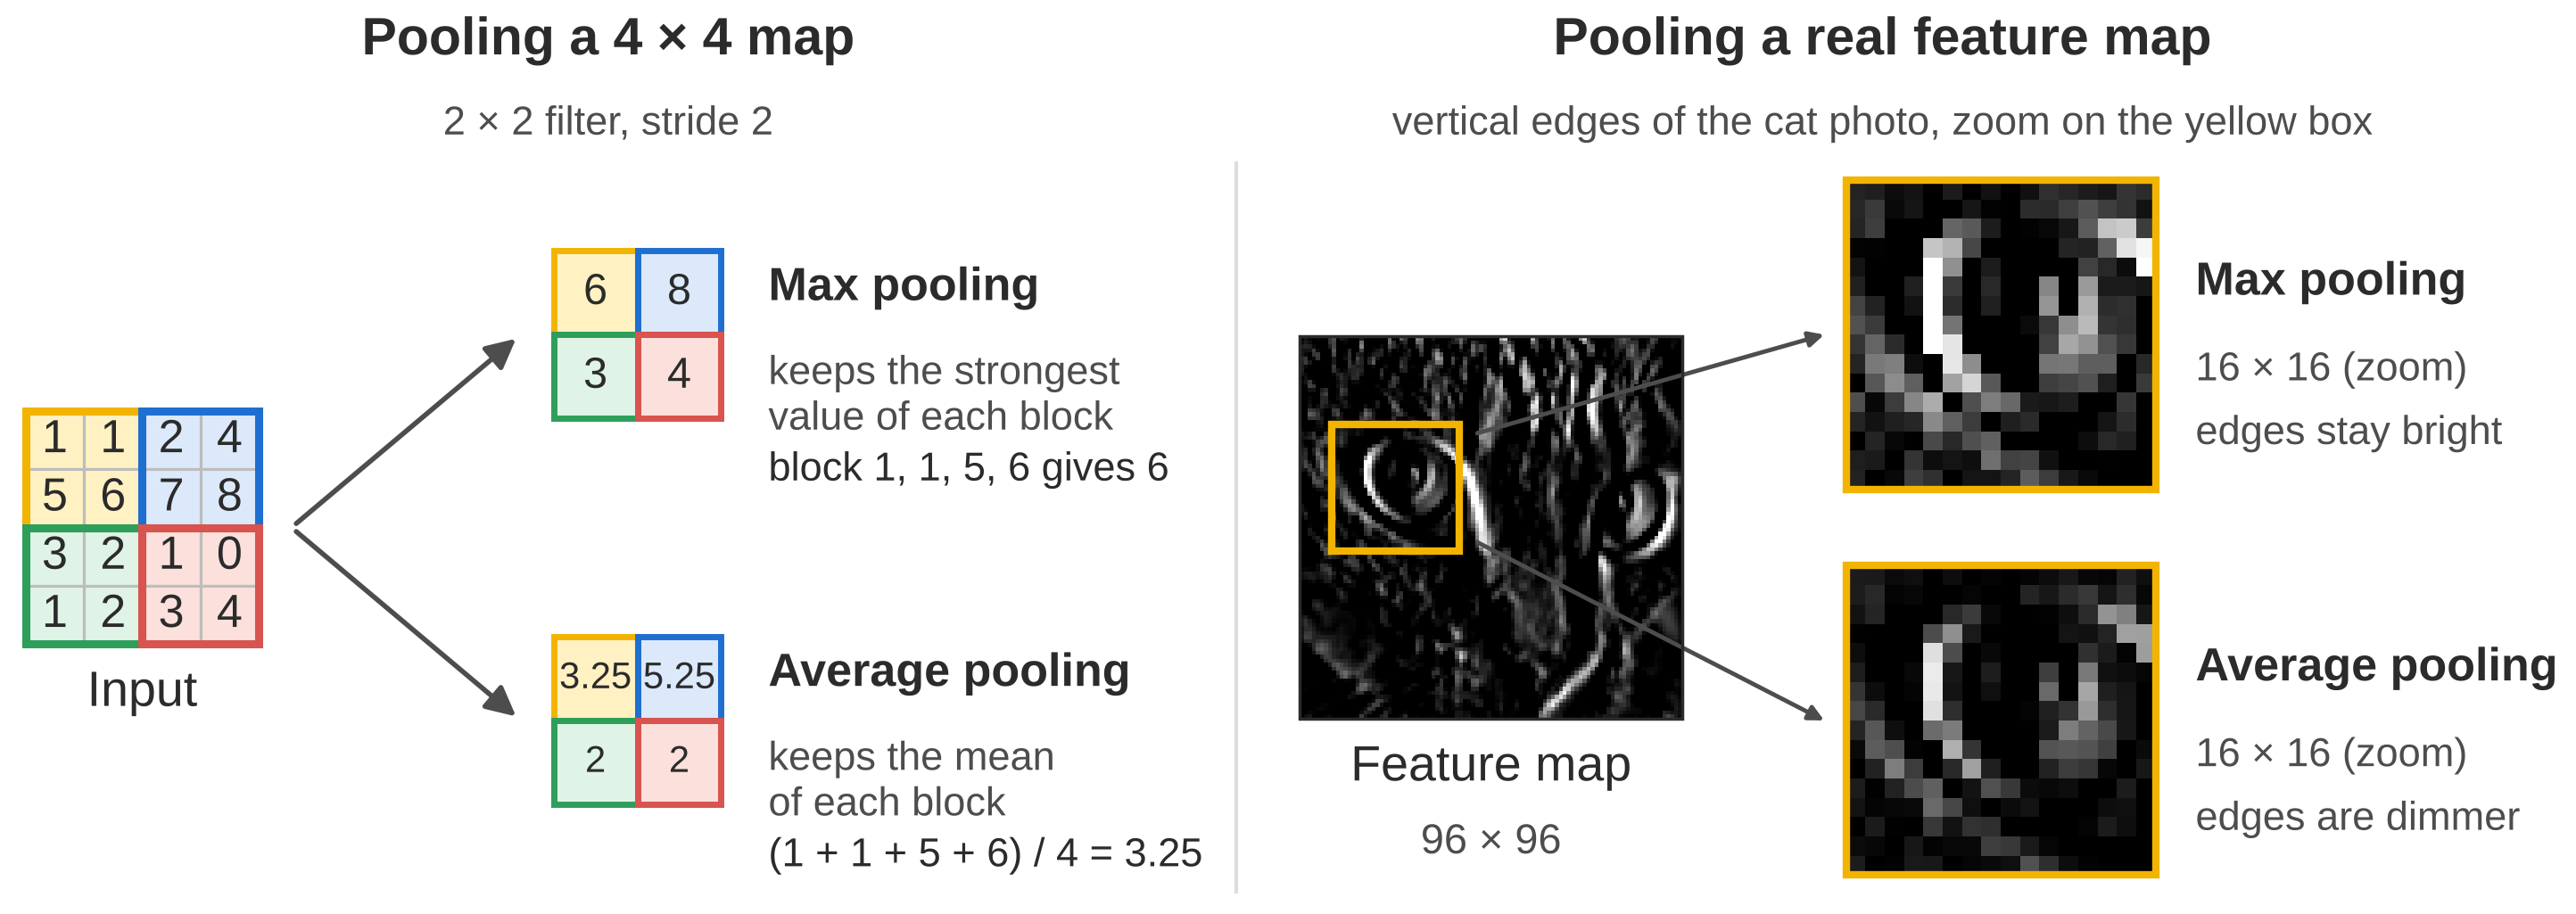 Pooling a 4 × 4 map
2 × 2 filter, stride 2
1 1 2 4
5 6 7 8
3 2 1 0
1 2 3 4
Input
6 8
3 4
Max pooling
keeps the strongest
value of each block
block 1, 1, 5, 6 gives 6
3.25 5.25
2 2
Average pooling
keeps the mean
of each block
(1 + 1 + 5 + 6) / 4 = 3.25
Pooling a real feature map
vertical edges of the cat photo, zoom on the yellow box
Feature map
96 × 96
Max pooling
16 × 16 (zoom)
edges stay bright
Average pooling
16 × 16 (zoom)
edges are dimmer